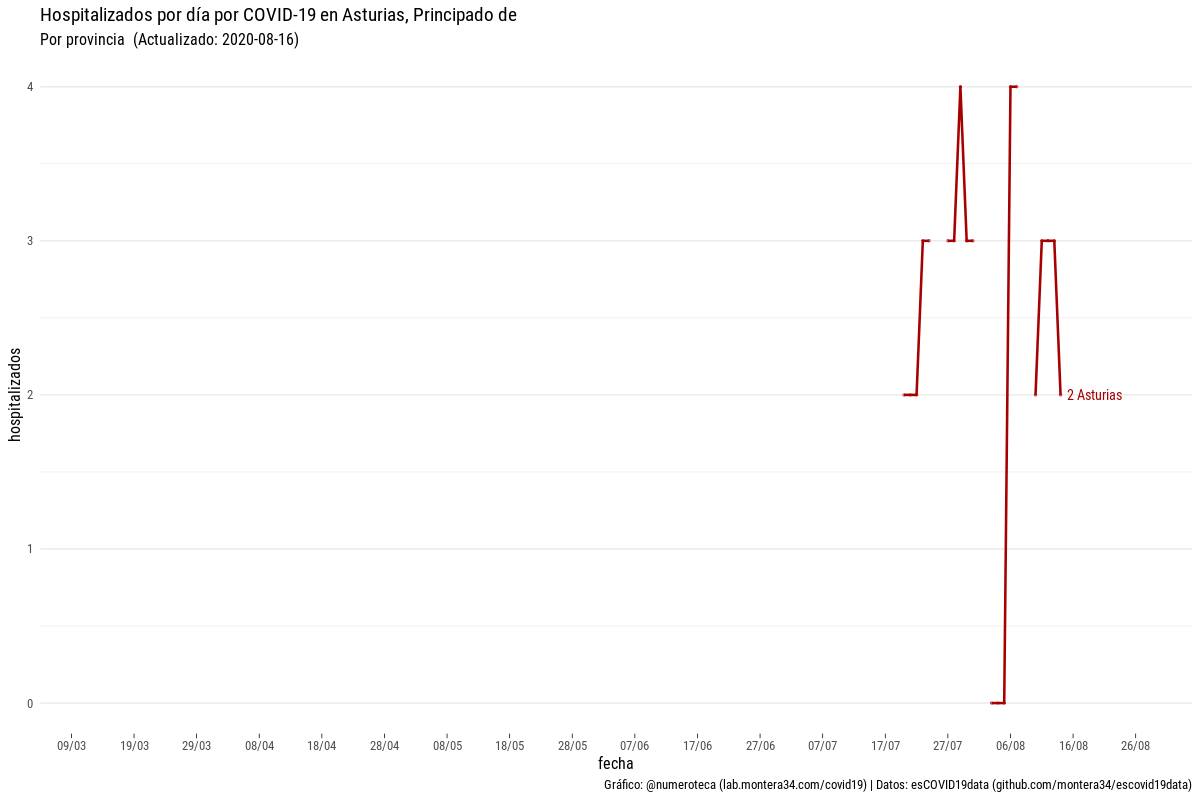 Hospitalizados por día por COVID-19 en Asturias, Principado de
Por provincia (Actualizado: 2020-08-16)
hospitalizados
4
3
2
1
0
2 Asturias
09/03 19/03 29/03 08/04 18/04 28/04 08/05 18/05 28/05 07/06 17/06 27/06 07/07 17/07 27/07 06/08 16/08 26/08
fecha
Gráfico: @numeroteca (lab.montera34.com/covid19) | Datos: esCOVID19data (github.com/montera34/escovid19data)